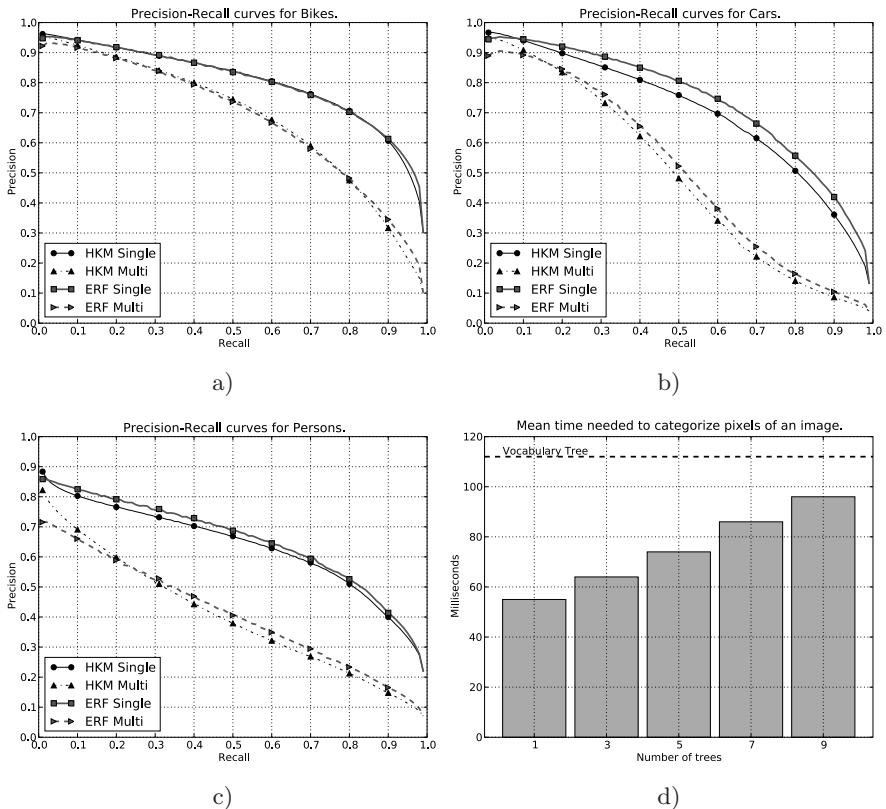 Precision-Recall curves for Bikes.
1.0
0.9
0.8
0.7
0.6
0.5
0.4
0.3
0.2
0.1
0.0
Precision
HKM Single
HKM Multi
ERF Single
ERF Multi
0.0 0.1 0.2 0.3 0.4 0.5 0.6 0.7 0.8 0.9 1.0
Recall
a)
Precision-Recall curves for Cars.
1.0
0.9
0.8
0.7
0.6
0.5
0.4
0.3
0.2
0.1
0.0
Precision
HKM Single
HKM Multi
ERF Single
ERF Multi
0.0 0.1 0.2 0.3 0.4 0.5 0.6 0.7 0.8 0.9 1.0
Recall
b)
Precision-Recall curves for Persons.
1.0
0.9
0.8
0.7
0.6
0.5
0.4
0.3
0.2
0.1
0.0
Precision
HKM Single
HKM Multi
ERF Single
ERF Multi
0.0 0.1 0.2 0.3 0.4 0.5 0.6 0.7 0.8 0.9 1.0
Recall
c)
Mean time needed to categorize pixels of an image.
120
Vocabulary Tree
100
80
60
40
20
0
Milliseconds
1 3 5 7 9
Number of trees
d)